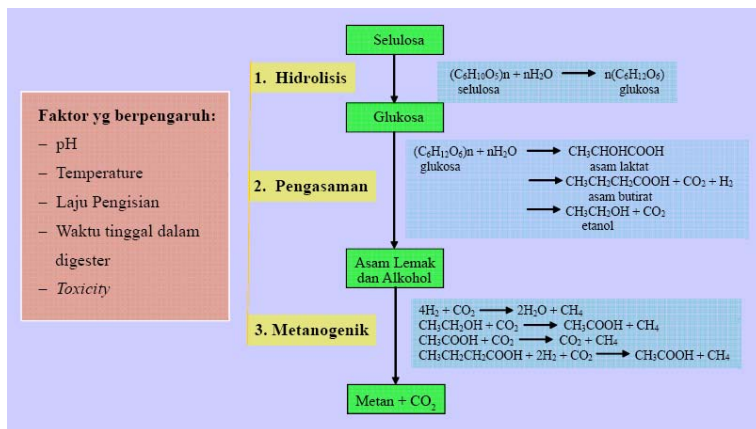 Selulosa
1. Hidrolisis
(C6H10O5)n + nH2O ⟶ n(C6H12O6)
selulosa glukosa
Glukosa
Faktor yg berpengaruh:
– pH
– Temperature
– Laju Pengisian
– Waktu tinggal dalam
digester
– Toxicity
2. Pengasaman
(C6H12O6)n + nH2O ⟶ CH3CHOHCOOH
glukosa asam laktat
⟶ CH3CH2CH2COOH + CO2 + H2
asam butirat
⟶ CH3CH2OH + CO2
etanol
Asam Lemak
dan Alkohol
3. Metanogenik
4H2 + CO2 ⟶ 2H2O + CH4
CH3CH2OH + CO2 ⟶ CH3COOH + CH4
CH3COOH + CO2 ⟶ CO2 + CH4
CH3CH2CH2COOH + 2H2 + CO2 ⟶ CH3COOH + CH4
Metan + CO2